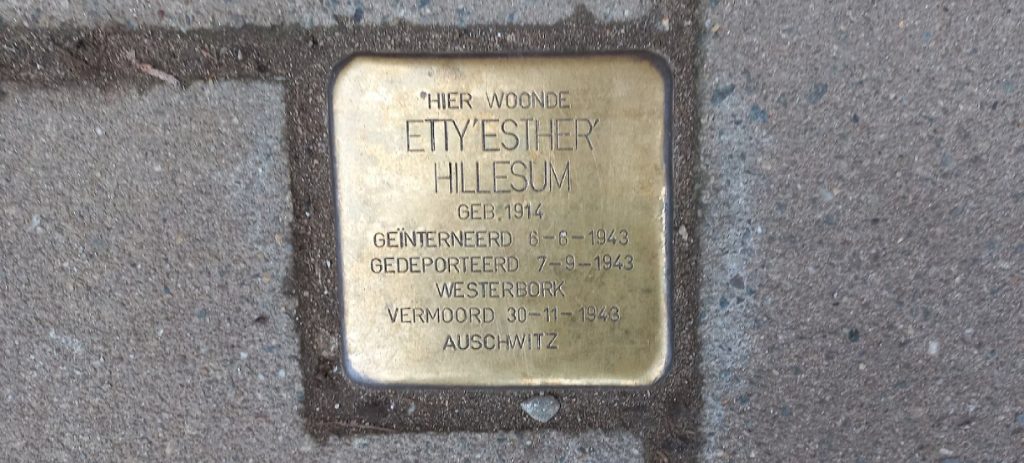 HIER WOONDE
ETTY 'ESTHER'
HILLESUM
GEB. 1914
GEÏNTERNEERD 6-6-1943
GEDEPORTEERD 7-9-1943
WESTERBORK
VERMOORD 30-11-1943
AUSCHWITZ